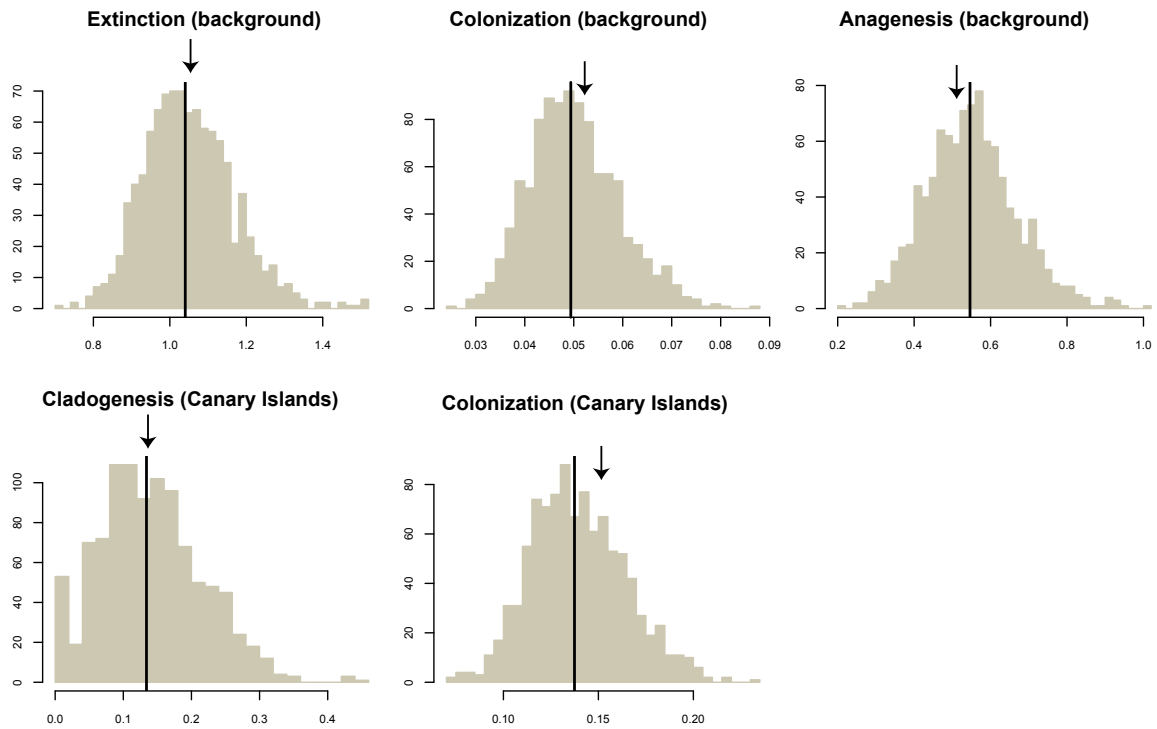 Extinction (background)
Colonization (background)
Anagenesis (background)
70
60
50
40
30
20
10
0
0.8 1.0 1.2 1.4
80
60
40
20
0
0.03 0.04 0.05 0.06 0.07 0.08 0.09
80
60
40
20
0
0.2 0.4 0.6 0.8 1.0
Cladogenesis (Canary Islands)
Colonization (Canary Islands)
100
80
60
40
20
0
0.0 0.1 0.2 0.3 0.4
80
60
40
20
0
0.10 0.15 0.20